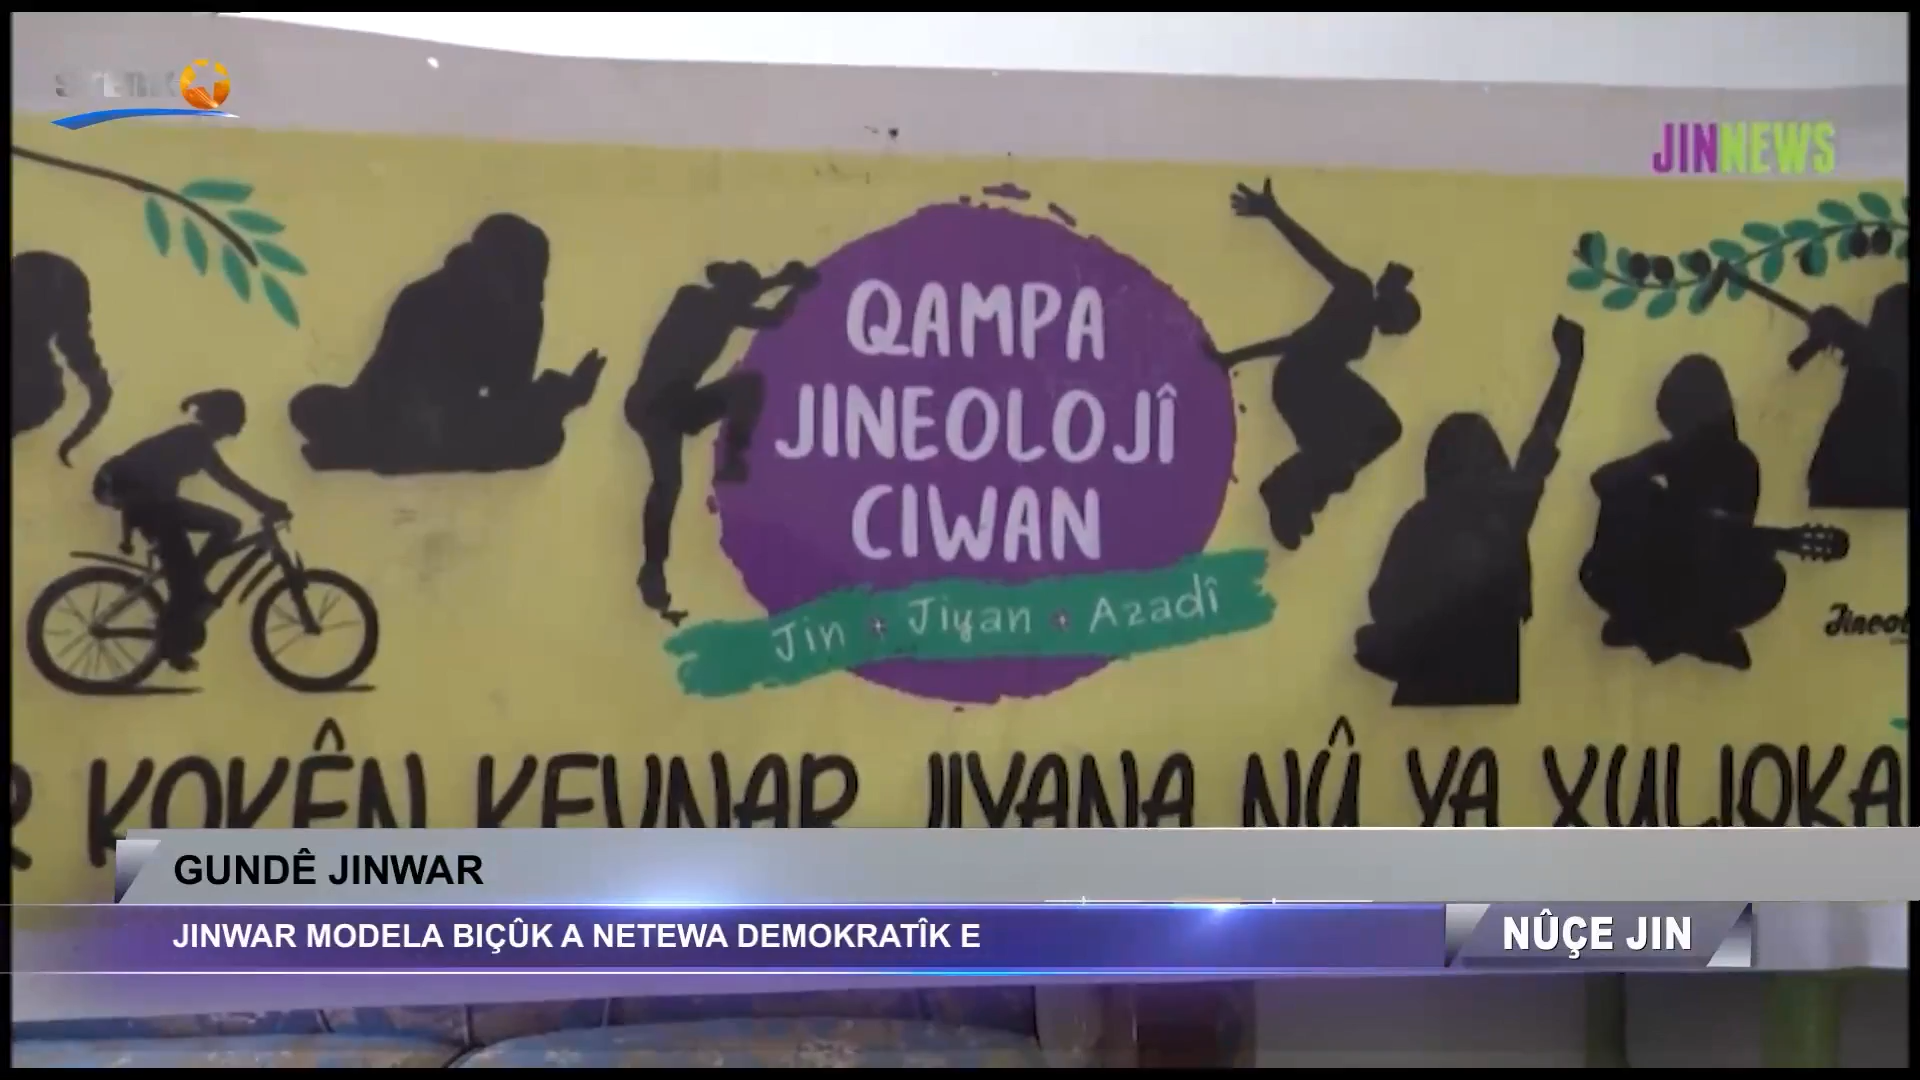 JINNEWS
QAMPA
JINEOLOJÎ
CIWAN
Jin Jiyan Azadî
KOKÊN KEVNAR JIYANA NÛ YA
GUNDÊ JINWAR
JINWAR MODELA BIÇÛK A NETEWA DEMOKRATÎK E
NÛÇE JIN